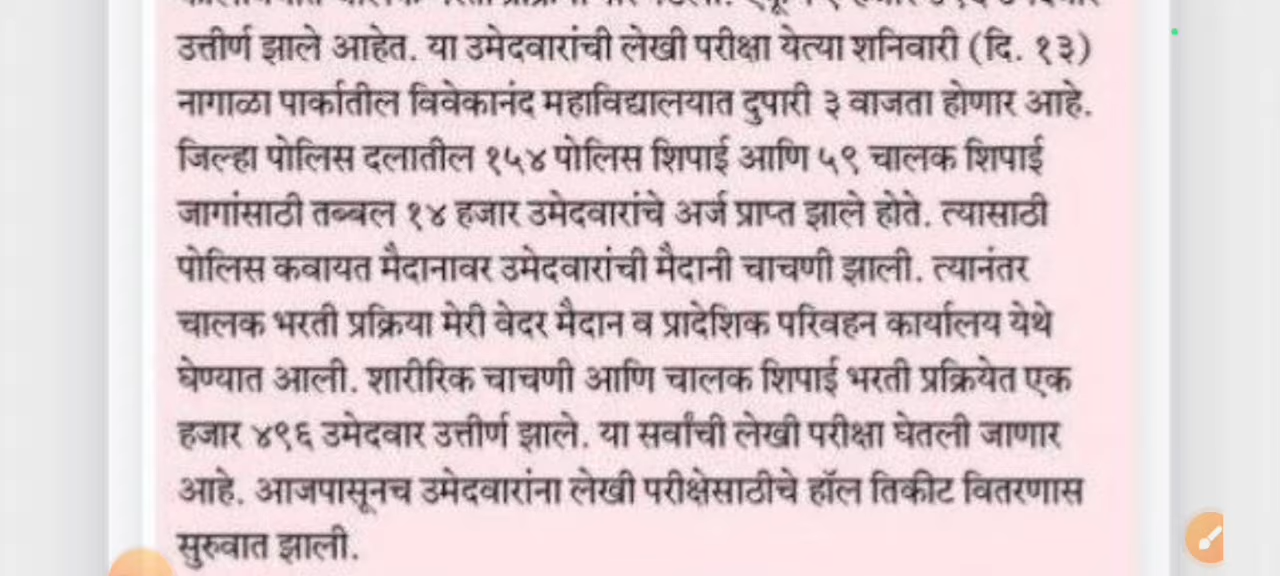 उत्तीर्ण झाले आहेत. या उमेदवारांची लेखी परीक्षा येत्या शनिवारी (दि. १३)
नागाळा पार्कातील विवेकानंद महाविद्यालयात दुपारी ३ वाजता होणार आहे.
जिल्हा पोलिस दलातील १५४ पोलिस शिपाई आणि ५९ चालक शिपाई
जागांसाठी तब्बल १४ हजार उमेदवारांचे अर्ज प्राप्त झाले होते. त्यासाठी
पोलिस कवायत मैदानावर उमेदवारांची मैदानी चाचणी झाली. त्यानंतर
चालक भरती प्रक्रिया मेरी वेदर मैदान व प्रादेशिक परिवहन कार्यालय येथे
घेण्यात आली. शारीरिक चाचणी आणि चालक शिपाई भरती प्रक्रियेत एक
हजार ४९६ उमेदवार उत्तीर्ण झाले. या सर्वांची लेखी परीक्षा घेतली जाणार
आहे. आजपासूनच उमेदवारांना लेखी परीक्षेसाठीचे हॉल तिकीट वितरणास
सुरुवात झाली.